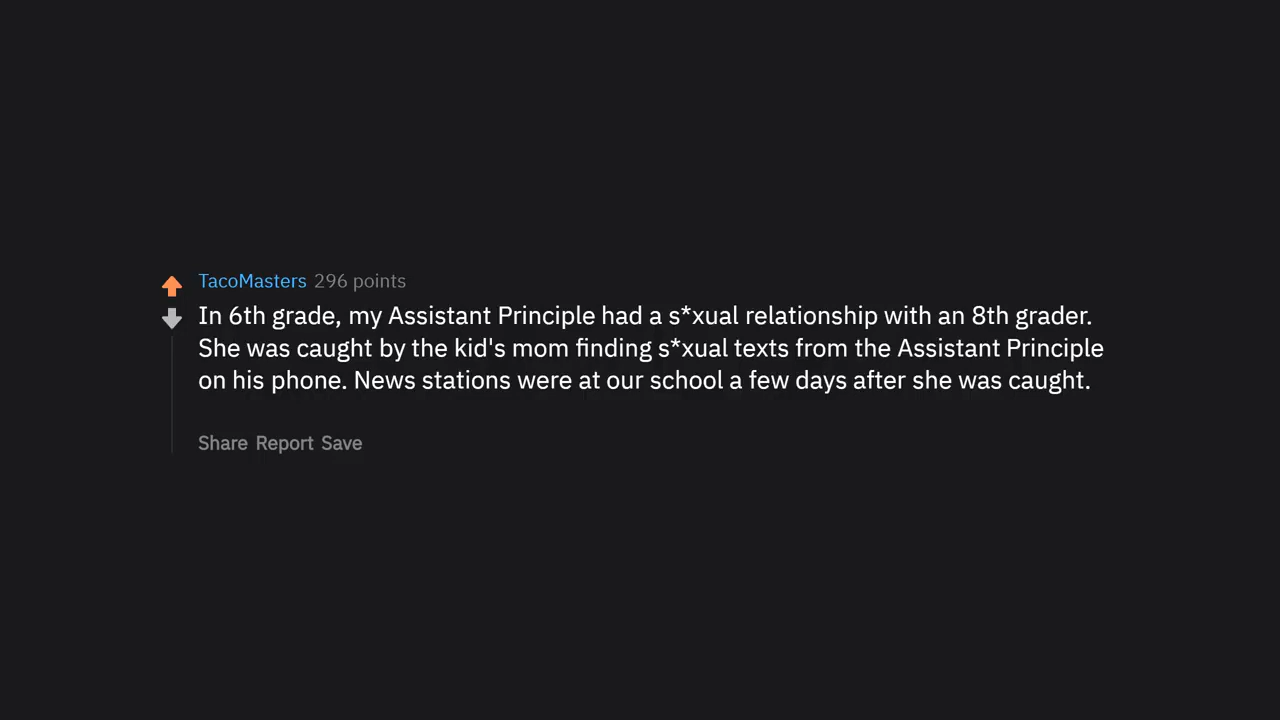 TacoMasters 296 points
In 6th grade, my Assistant Principle had a s*xual relationship with an 8th grader.
She was caught by the kid's mom finding s*xual texts from the Assistant Principle
on his phone. News stations were at our school a few days after she was caught.
Share Report Save